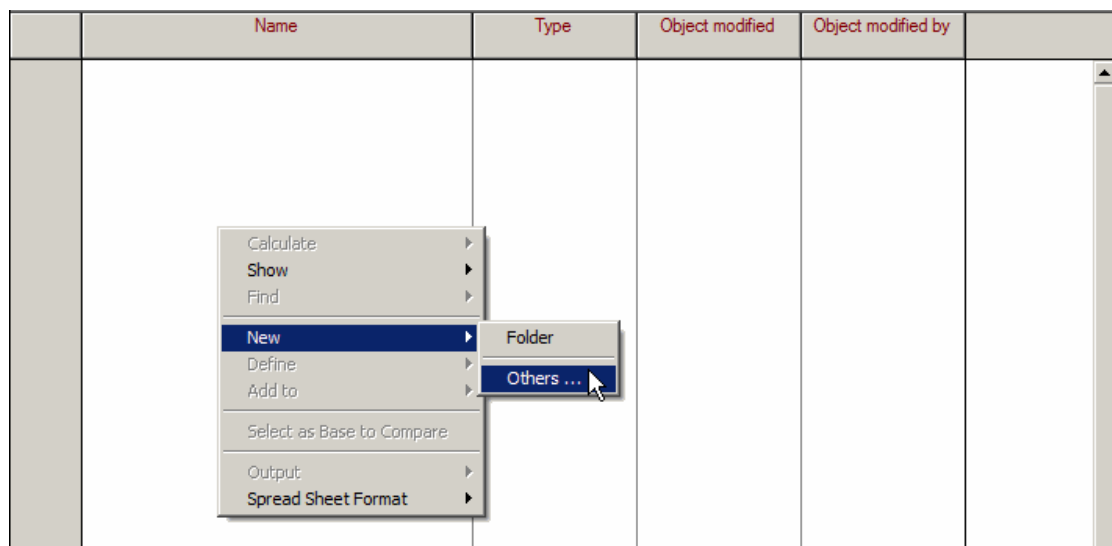 Name Type Object modified Object modified by
Calculate
Show
Find
New
Folder
Define
Others ...
Add to
Select as Base to Compare
Output
Spread Sheet Format